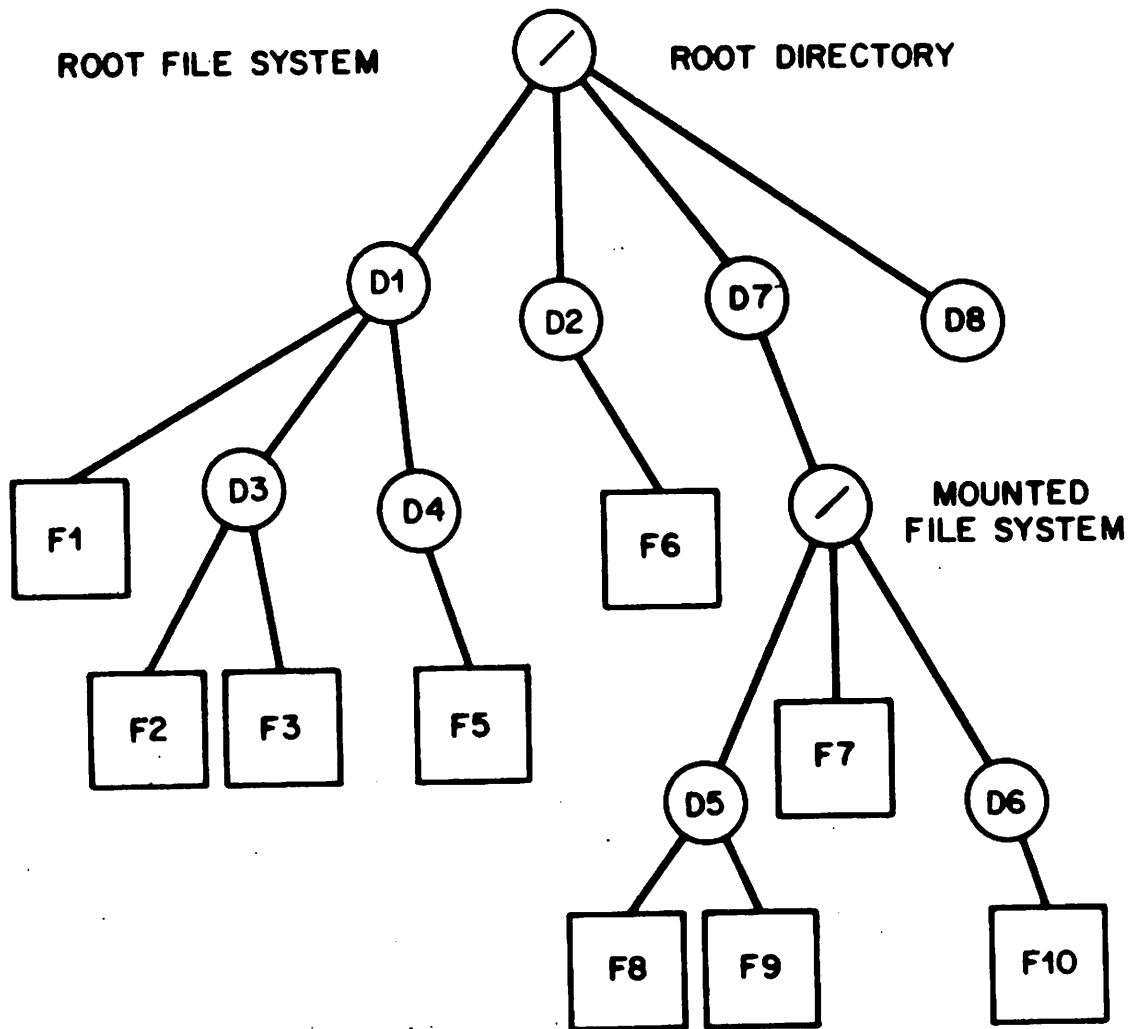 ROOT FILE SYSTEM
/
ROOT DIRECTORY
D1
D2
D7
D8
F1
D3
D4
F6
/
MOUNTED
FILE SYSTEM
F2
F3
F5
F7
D5
D6
F8
F9
F10